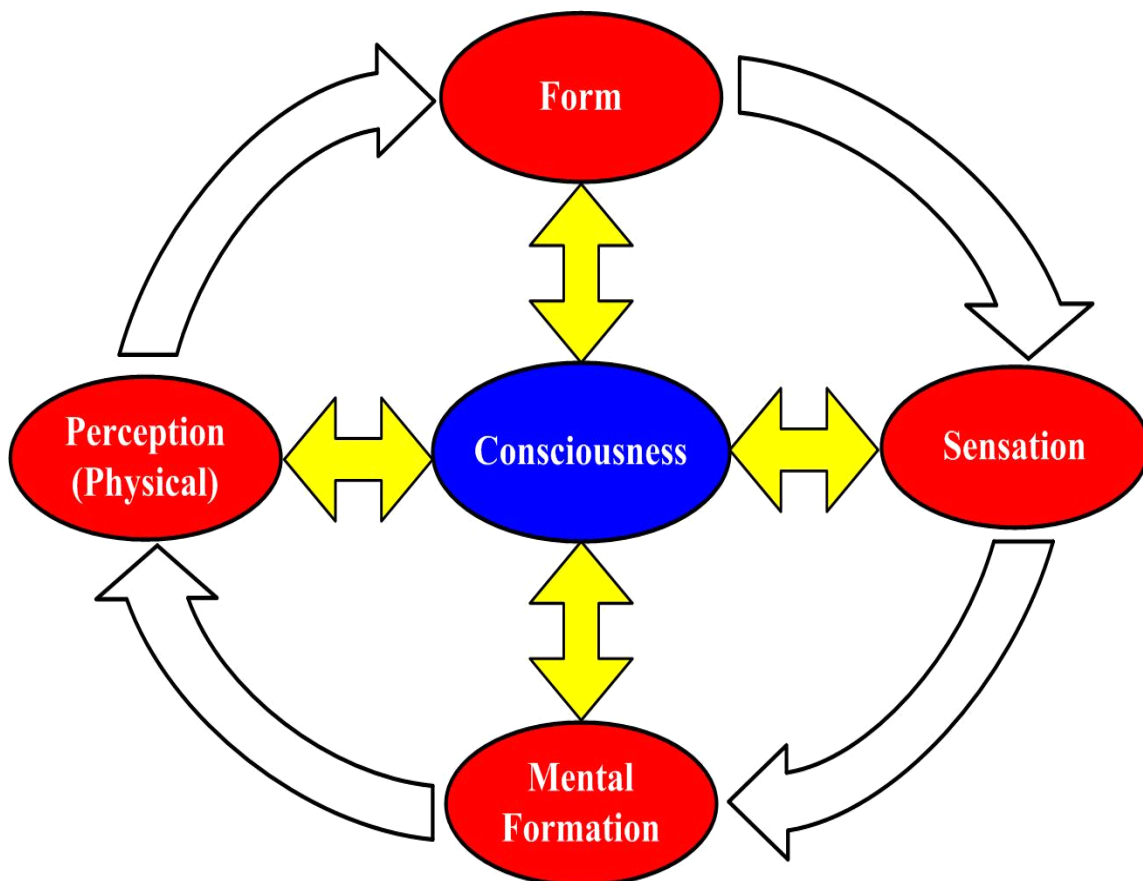 Form
Perception
(Physical)
Consciousness
Sensation
Mental
Formation